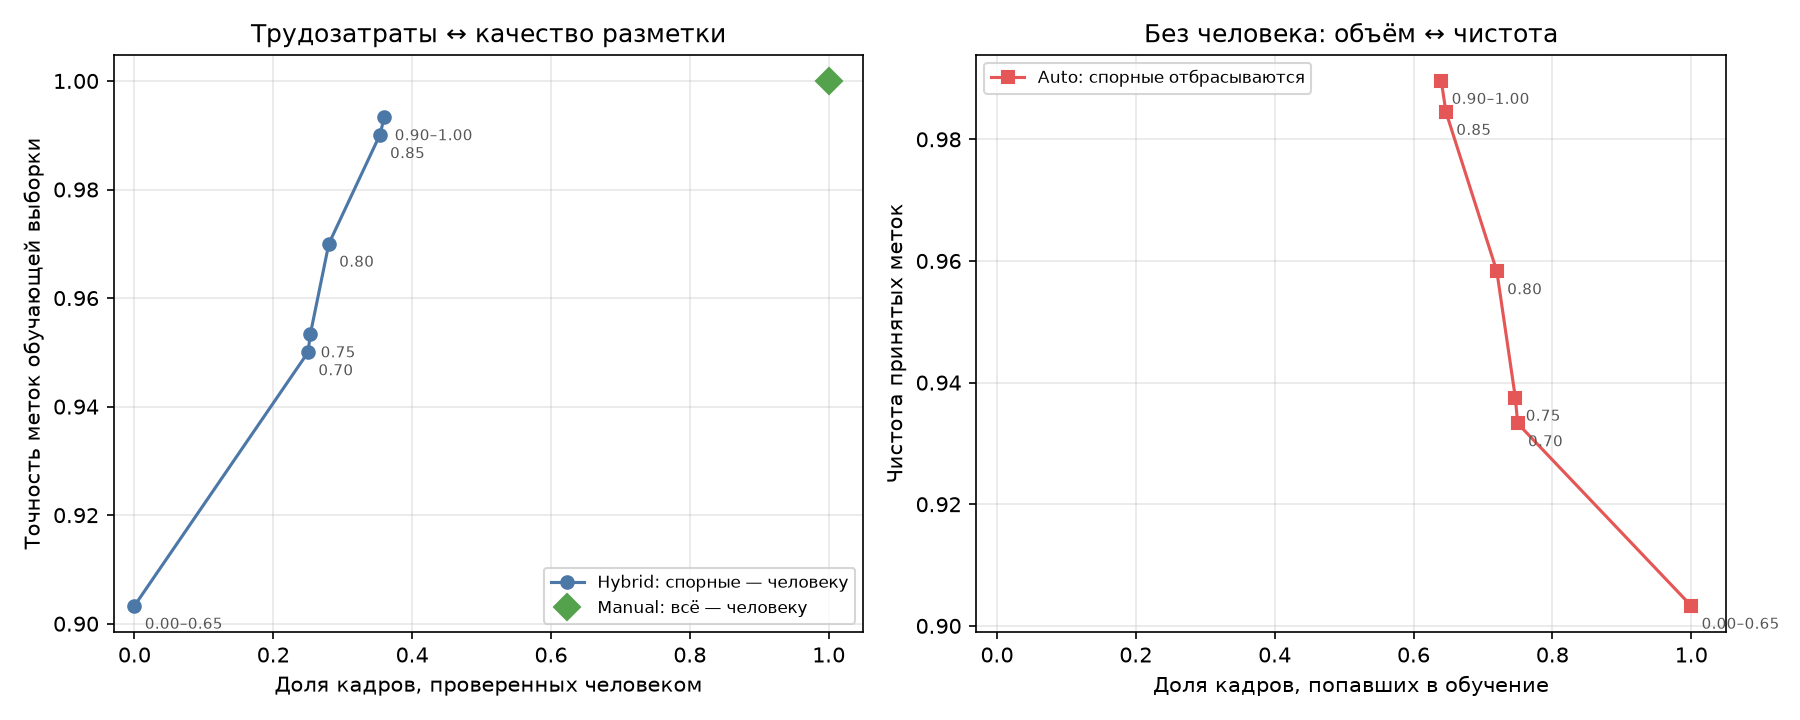 Трудозатраты ↔ качество разметки
Точность меток обучающей выборки
1.00
0.98
0.96
0.94
0.92
0.90
0.90–1.00
0.85
0.80
0.75
0.70
0.00–0.65
Hybrid: спорные — человеку
Manual: всё — человеку
0.0 0.2 0.4 0.6 0.8 1.0
Доля кадров, проверенных человеком
Без человека: объём ↔ чистота
Auto: спорные отбрасываются
Чистота принятых меток
0.98
0.96
0.94
0.92
0.90
0.90–1.00
0.85
0.80
0.75
0.70
0.00–0.65
0.0 0.2 0.4 0.6 0.8 1.0
Доля кадров, попавших в обучение